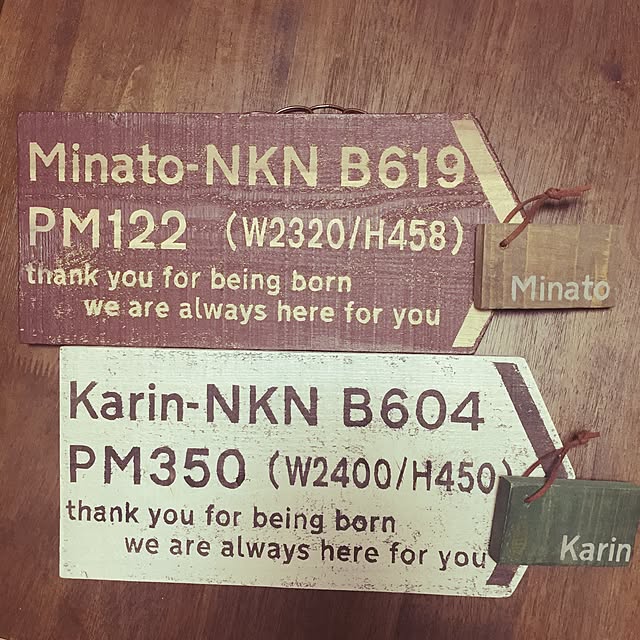 Minato-NKN B619
PM122 (W2320/H458)
thank you for being born
we are always here for you
Minato
Karin-NKN B604
PM350 (W2400/H450)
thank you for being born
we are always here for you
Karin